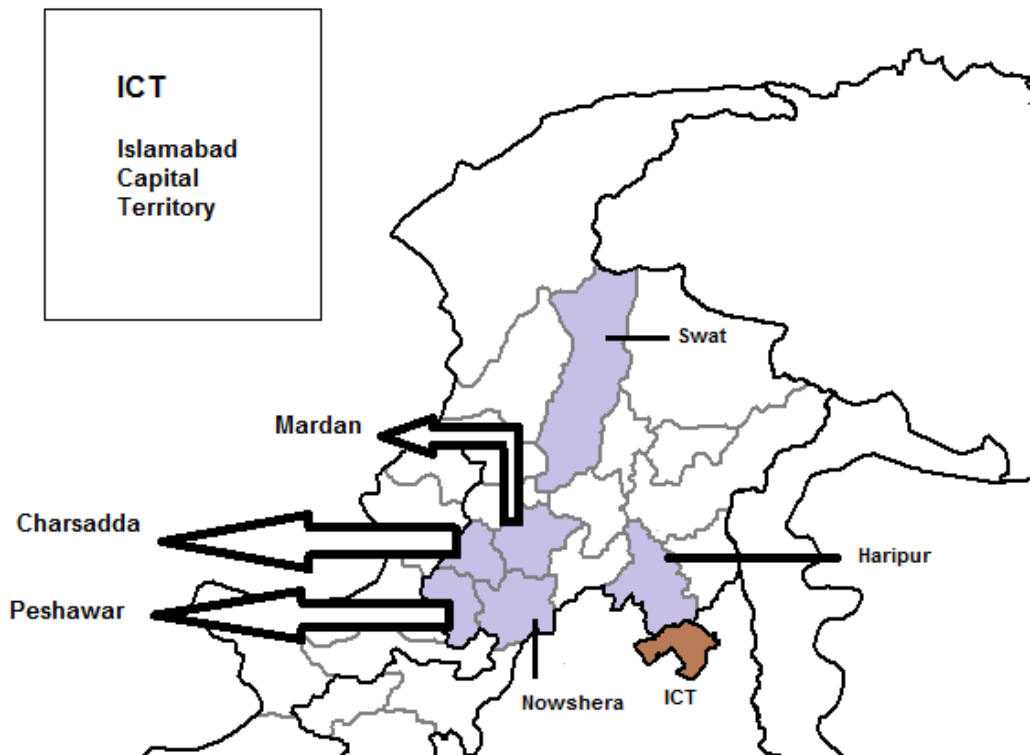 ICT
Islamabad
Capital
Territory
Swat
Mardan
Charsadda
Haripur
Peshawar
Nowshera
ICT